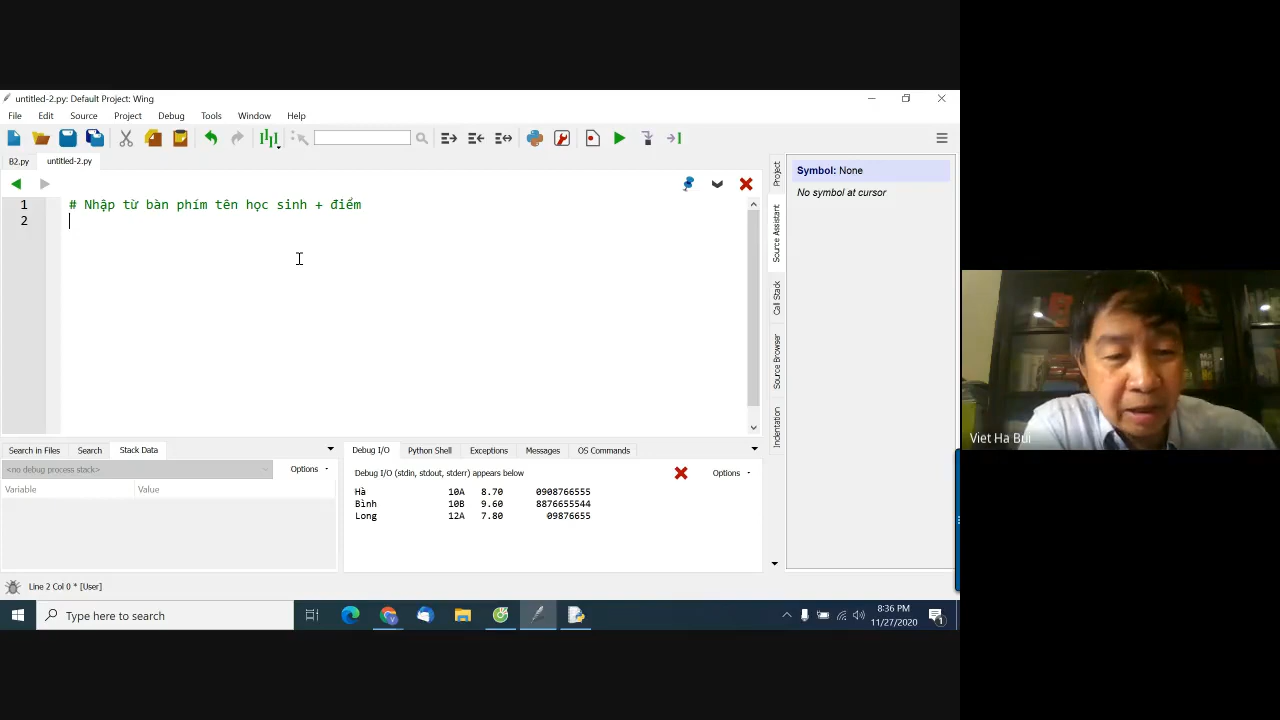 untitled-2.py: Default Project: Wing
File Edit Source Project Debug Tools Window Help
B2.py untitled-2.py
1 # Nhập từ bàn phím tên học sinh + điểm
2
Project
Source Assistant
Call Stack
Source Browser
Indentation
Symbol: None
No symbol at cursor
Viet Ha Bui
Search in Files Search Stack Data
<no debug process stack> Options
Variable Value
Debug I/O Python Shell Exceptions Messages OS Commands
Debug I/O (stdin, stdout, stderr) appears below Options
Hà 10A 8.70 0908766555
Bình 10B 9.60 8876655544
Long 12A 7.80 09876655
Line 2 Col 0 * [User]
Type here to search
8:36 PM
11/27/2020
1